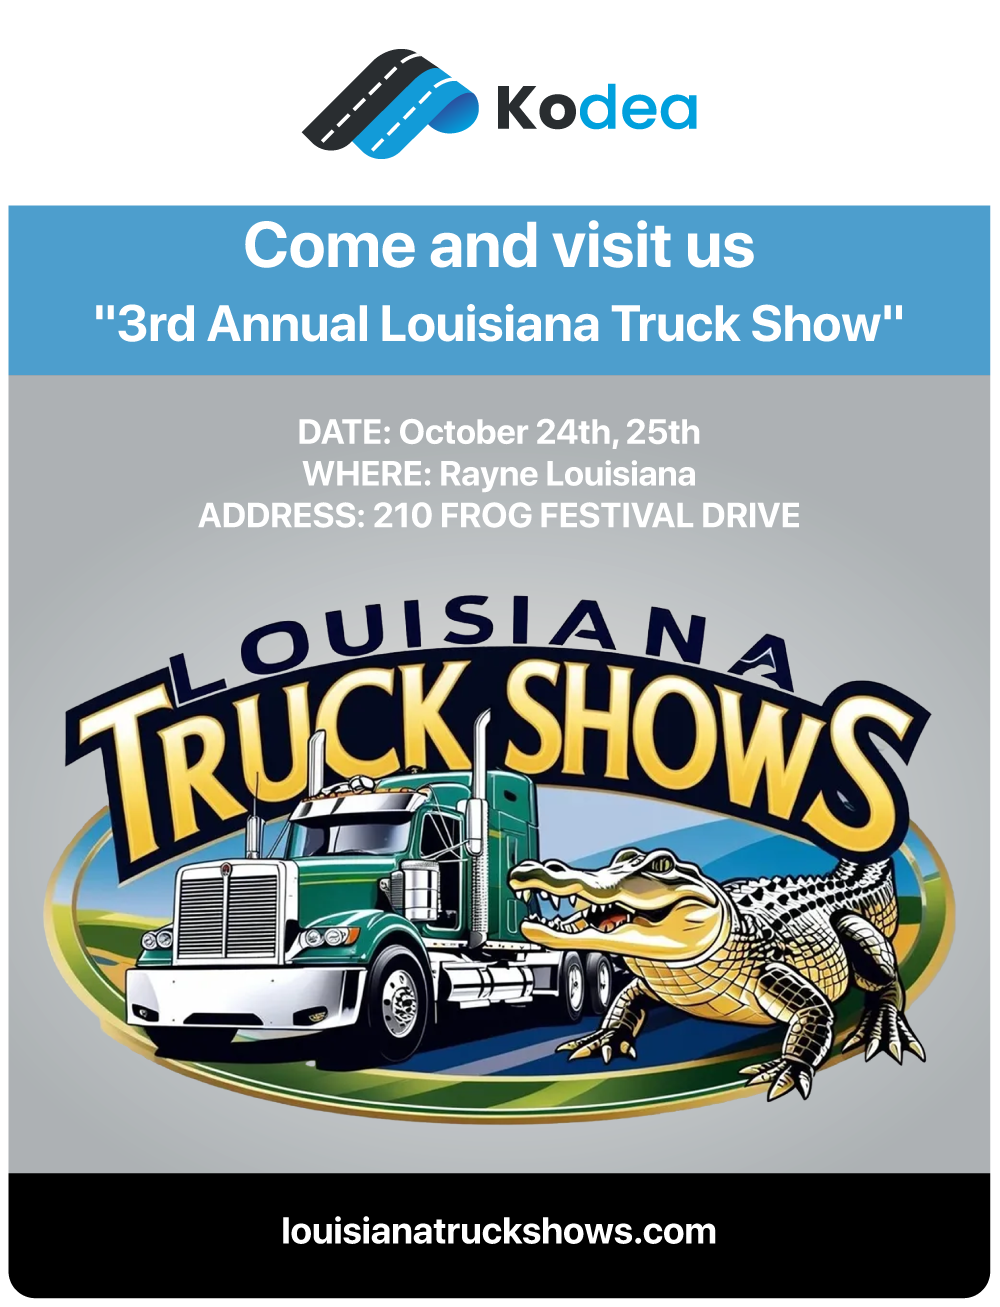 Kodea
Come and visit us
"3rd Annual Louisiana Truck Show"
DATE: October 24th, 25th
WHERE: Rayne Louisiana
ADDRESS: 210 FROG FESTIVAL DRIVE
LOUISIANA
TRUCK SHOWS
louisianatruckshows.com